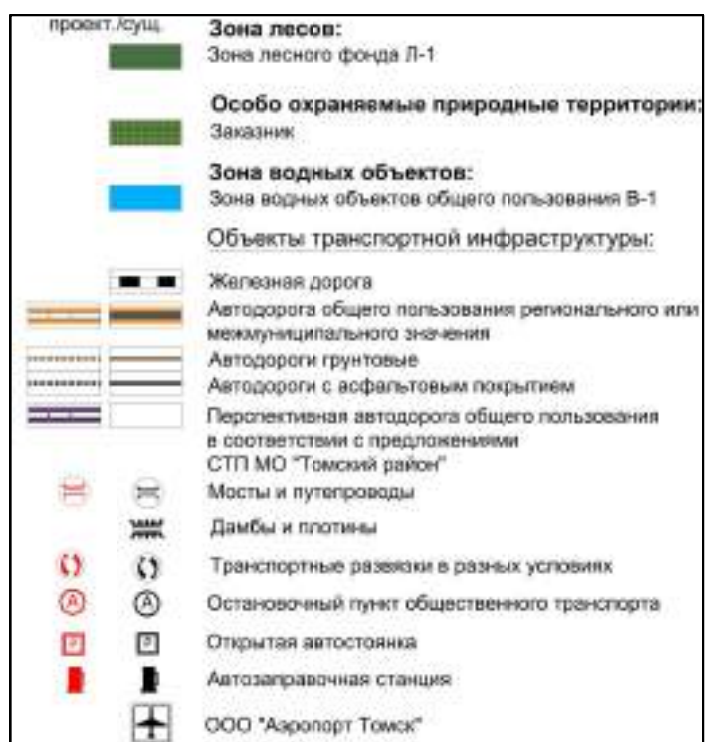 проект./сущ.
Зона лесов:
Зона лесного фонда Л-1
Особо охраняемые природные территории:
Заказник
Зона водных объектов:
Зона водных объектов общего пользования В-1
Объекты транспортной инфраструктуры:
Железная дорога
Автодорога общего пользования регионального или
межмуниципального значения
Автодороги грунтовые
Автодороги с асфальтовым покрытием
Перспективная автодорога общего пользования
в соответствии с предложениями
СТП МО "Томский район"
Мосты и путепроводы
Дамбы и плотины
Транспортные развязки в разных условиях
А А Остановочный пункт общественного транспорта
Р Р Открытая автостоянка
Автозаправочная станция
ООО "Аэропорт Томск"